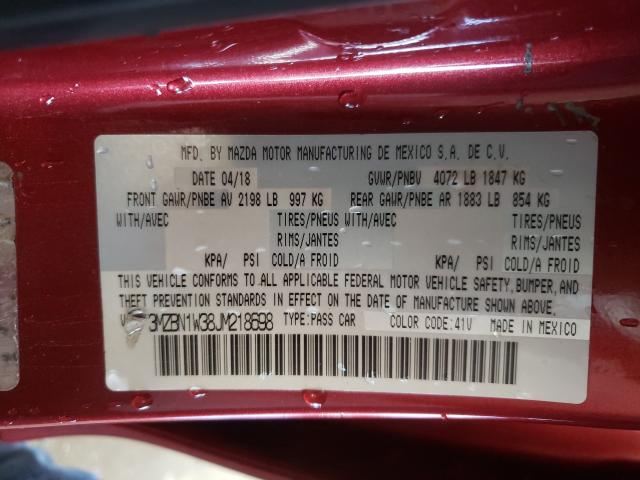 MFD. BY MAZDA MOTOR MANUFACTURING DE MEXICO S.A. DE C.V.
DATE 04/18 GVWR/PNBV 4072 LB 1847 KG
FRONT GAWR/PNBE AV 2198 LB 997 KG REAR GAWR/PNBE AR 1883 LB 854 KG
WITH/AVEC TIRES/PNEUS WITH/AVEC TIRES/PNEUS
RIMS/JANTES RIMS/JANTES
KPA/ PSI COLD/A FROID KPA/ PSI COLD/A FROID
THIS VEHICLE CONFORMS TO ALL APPLICABLE FEDERAL MOTOR VEHICLE SAFETY, BUMPER, AND
THEFT PREVENTION STANDARDS IN EFFECT ON THE DATE OF MANUFACTURE SHOWN ABOVE.
3MZBN1W38JM218698 TYPE:PASS CAR COLOR CODE:41V MADE IN MEXICO